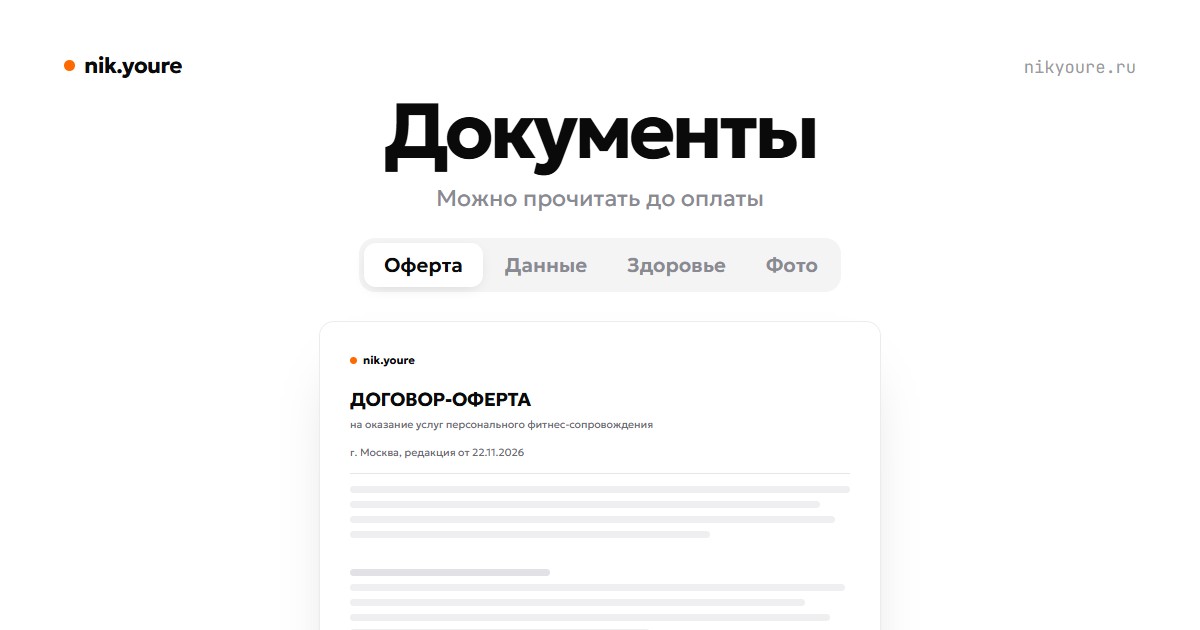 nik.youre
nikyoure.ru
Документы
Можно прочитать до оплаты
Оферта Данные Здоровье Фото
nik.youre
ДОГОВОР-ОФЕРТА
на оказание услуг персонального фитнес-сопровождения
г. Москва, редакция от 22.11.2026